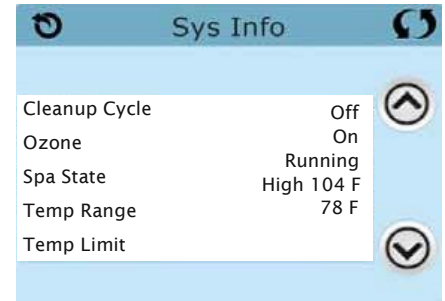 Sys Info
Cleanup Cycle Off
Ozone On
Spa State Running
Temp Range High 104 F
Temp Limit 78 F